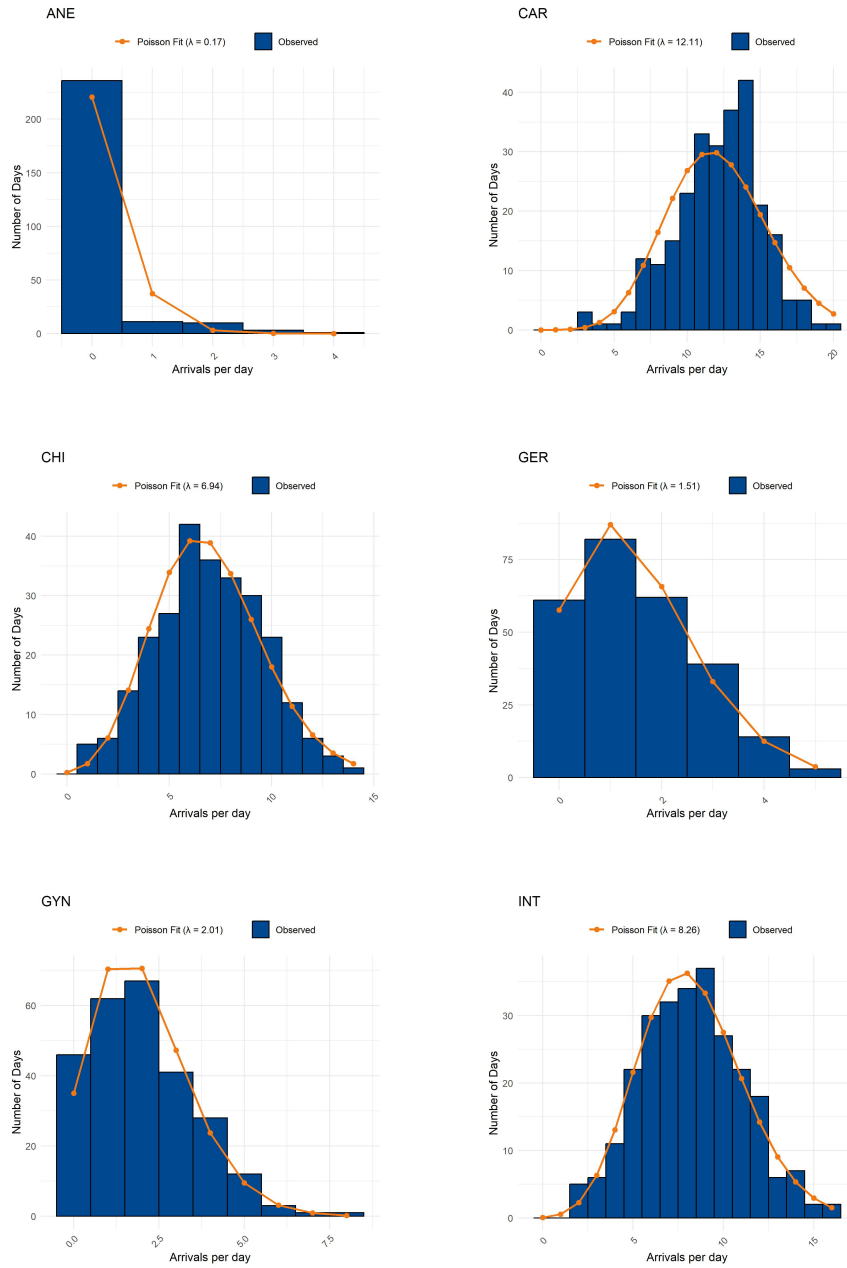 ANE
Poisson Fit (λ = 0.17) Observed
Number of Days
200
150
100
50
0
0 1 2 3 4
Arrivals per day
CAR
Poisson Fit (λ = 12.11) Observed
Number of Days
40
30
20
10
0
0 5 10 15 20
Arrivals per day
CHI
Poisson Fit (λ = 6.94) Observed
Number of Days
40
30
20
10
0
0 5 10 15
Arrivals per day
GER
Poisson Fit (λ = 1.51) Observed
Number of Days
75
50
25
0
0 2 4
Arrivals per day
GYN
Poisson Fit (λ = 2.01) Observed
Number of Days
60
40
20
0
0.0 2.5 5.0 7.5
Arrivals per day
INT
Poisson Fit (λ = 8.26) Observed
Number of Days
30
20
10
0
0 5 10 15
Arrivals per day